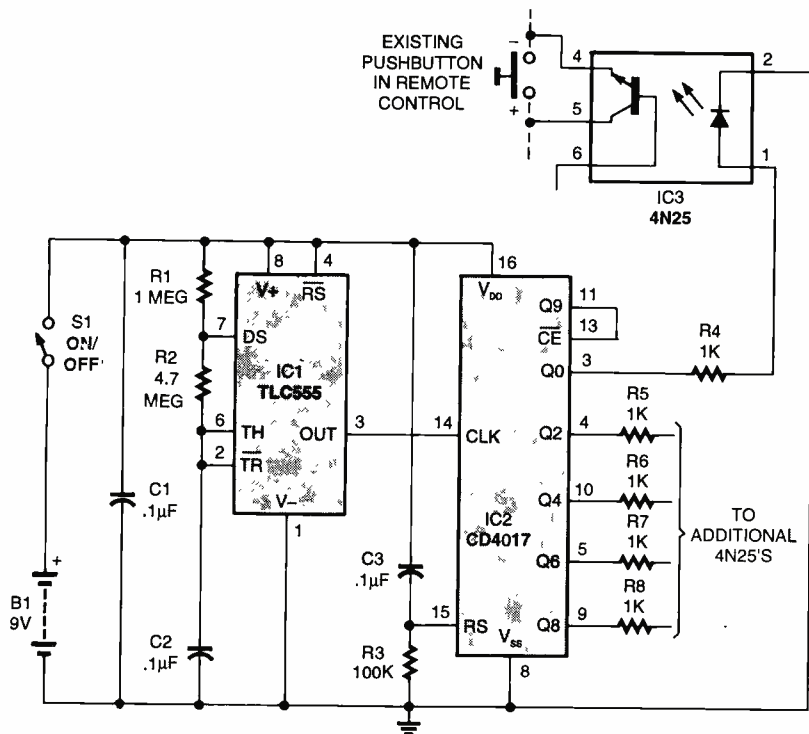 EXISTING
PUSHBUTTON
IN REMOTE
CONTROL
−
+
4
5
6
2
1
IC3
4N25
S1
ON/
OFF
B1
9V
+
C1
.1µF
R1
1 MEG
R2
4.7
MEG
C2
.1µF
8
4
V+
RS
7
DS
IC1
TLC555
6
TH
OUT
3
2
TR
V−
1
C3
.1µF
R3
100K
16
VDD
Q9
11
CE
13
Q0
3
R4
1K
14
CLK
Q2
4
R5
1K
Q4
10
R6
1K
IC2
CD4017
Q6
5
R7
1K
15
RS
VSS
8
Q8
9
R8
1K
TO
ADDITIONAL
4N25'S